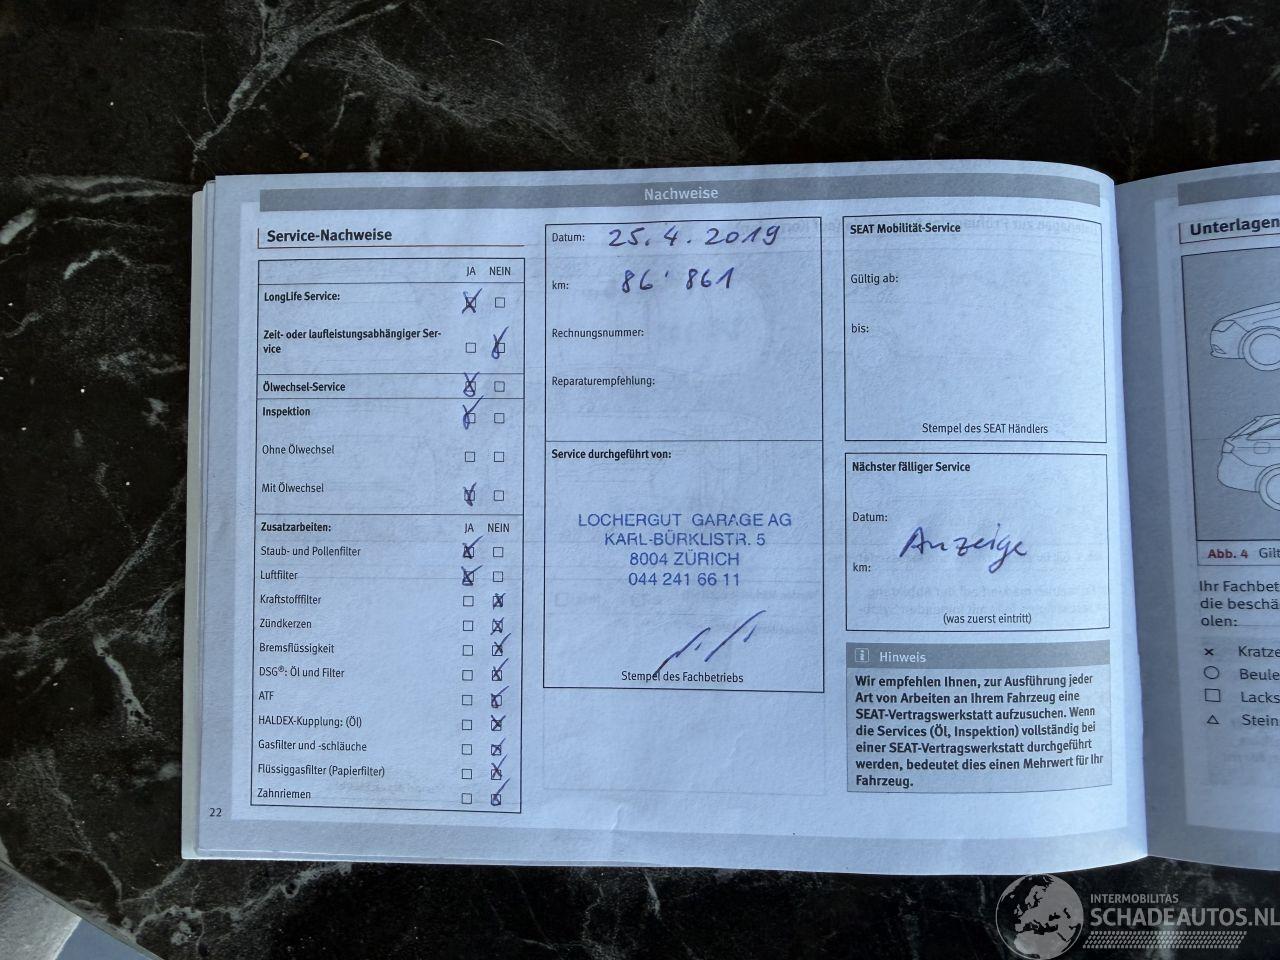 Nachweise
Service-Nachweise
JA NEIN
LongLife Service:
Zeit- oder laufleistungsabhängiger Ser-
vice
Ölwechsel-Service
Inspektion
Ohne Ölwechsel
Mit Ölwechsel
Zusatzarbeiten: JA NEIN
Staub- und Pollenfilter
Luftfilter
Kraftstofffilter
Zündkerzen
Bremsflüssigkeit
DSG®: Öl und Filter
ATF
HALDEX-Kupplung: (Öl)
Gasfilter und -schläuche
Flüssiggasfilter (Papierfilter)
Zahnriemen
22
Datum: 25.4.2019
km: 86'861
Rechnungsnummer:
Reparaturempfehlung:
Service durchgeführt von:
LOCHERGUT GARAGE AG
KARL-BÜRKLISTR. 5
8004 ZÜRICH
044 241 66 11
Stempel des Fachbetriebs
SEAT Mobilität-Service
Gültig ab:
bis:
Stempel des SEAT Händlers
Nächster fälliger Service
Datum:
Anzeige
km:
(was zuerst eintritt)
i Hinweis
Wir empfehlen Ihnen, zur Ausführung jeder
Art von Arbeiten an Ihrem Fahrzeug eine
SEAT-Vertragswerkstatt aufzusuchen. Wenn
die Services (Öl, Inspektion) vollständig bei
einer SEAT-Vertragswerkstatt durchgeführt
werden, bedeutet dies einen Mehrwert für Ihr
Fahrzeug.
Unterlagen
Abb. 4 Gilt
Ihr Fachbet
die beschä
olen:
Kratze
Beule
Lacks
Stein
INTERMOBILITAS
SCHADEAUTOS.NL